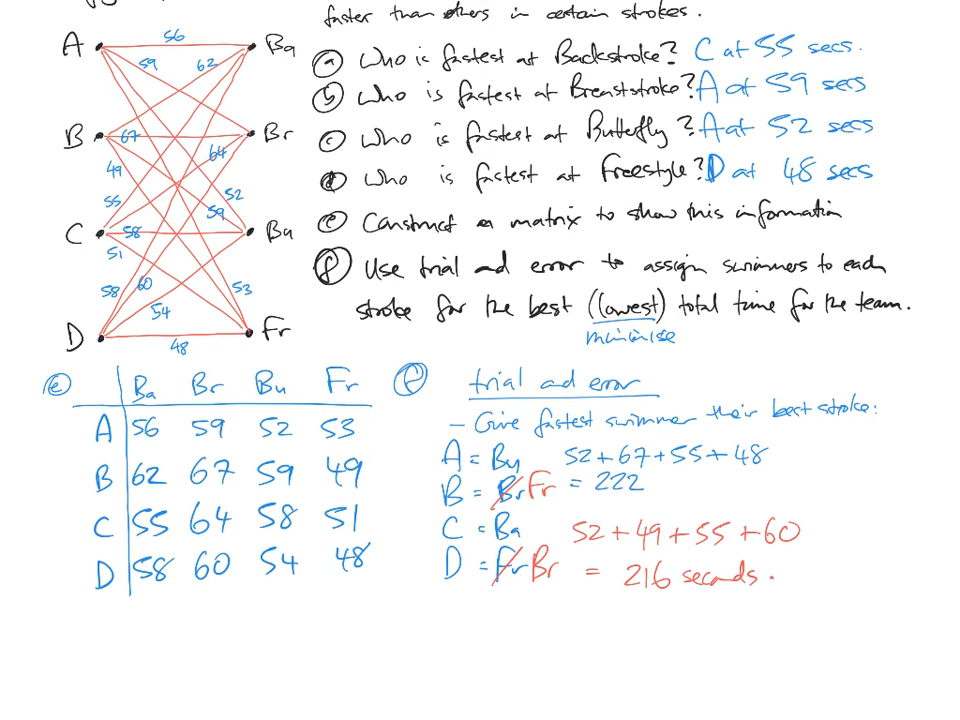 faster than others in certain strokes.
(a) Who is fastest at Backstroke? C at 55 secs.
(b) Who is fastest at Breaststroke? A at 59 secs
(c) Who is fastest at Butterfly? A at 52 secs
(d) Who is fastest at Freestyle? D at 48 secs
(e) Construct a matrix to show this information
(f) Use trial and error to assign swimmers to each
stroke for the best (lowest) total time for the team.
minimise
A 56 Ba
59 62
B 67 Br
49 64
55 52
59
C 58 Bu
51
58 60 53
54
D Fr
48
(e) Ba Br Bu Fr
A 56 59 52 53
B 62 67 59 49
C 55 64 58 51
D 58 60 54 48
(f) trial and error
- Give fastest swimmer their best stroke:
A = Bu 52+67+55+48
B = Br Fr = 222
C = Ba 52+49+55+60
D = Fr Br = 216 seconds.